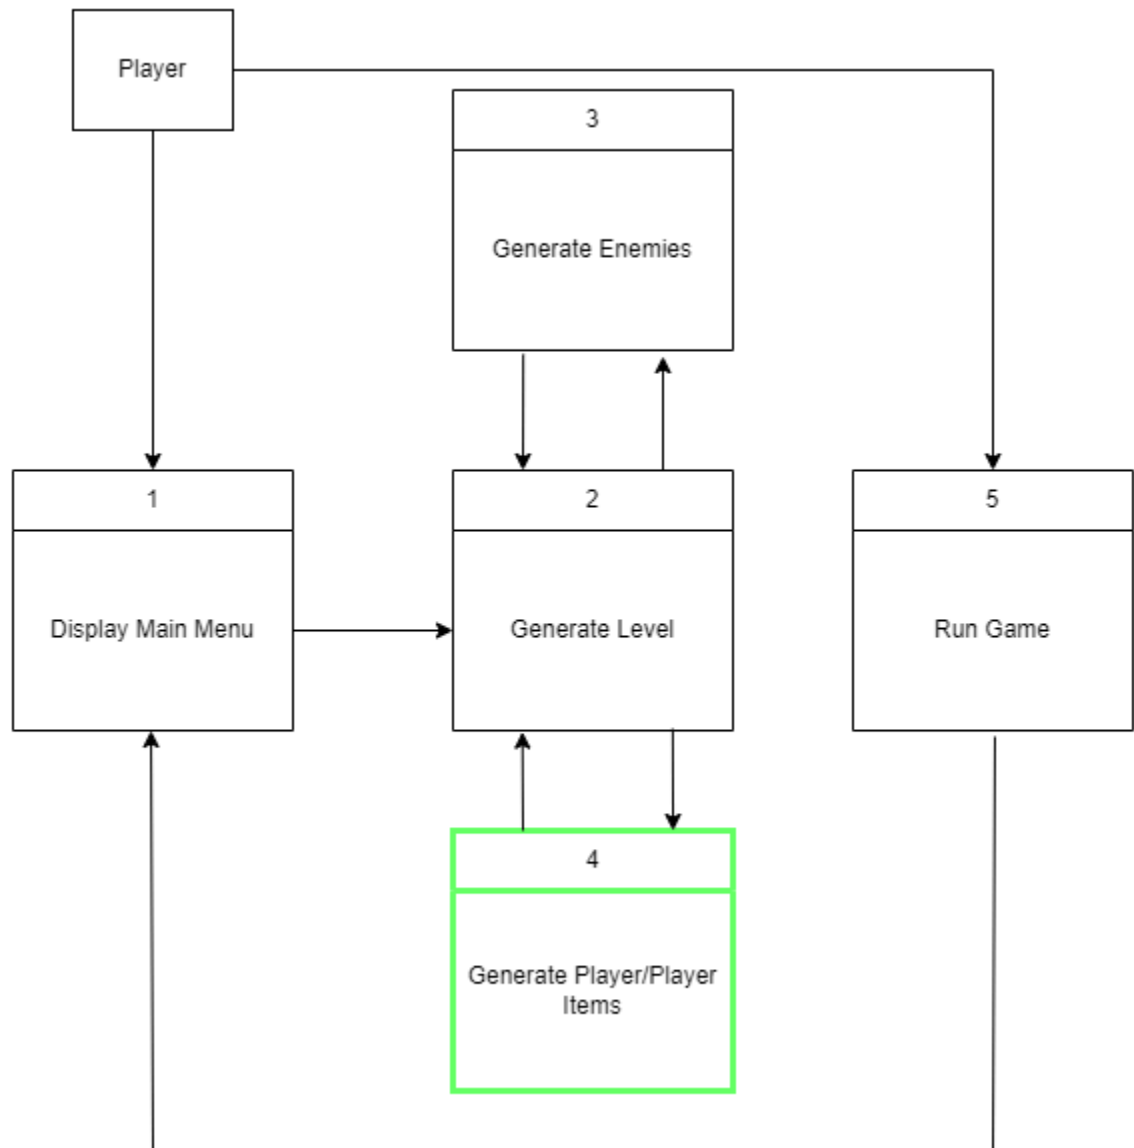 Player
3
Generate Enemies
1
Display Main Menu
2
Generate Level
5
Run Game
4
Generate Player/Player
Items